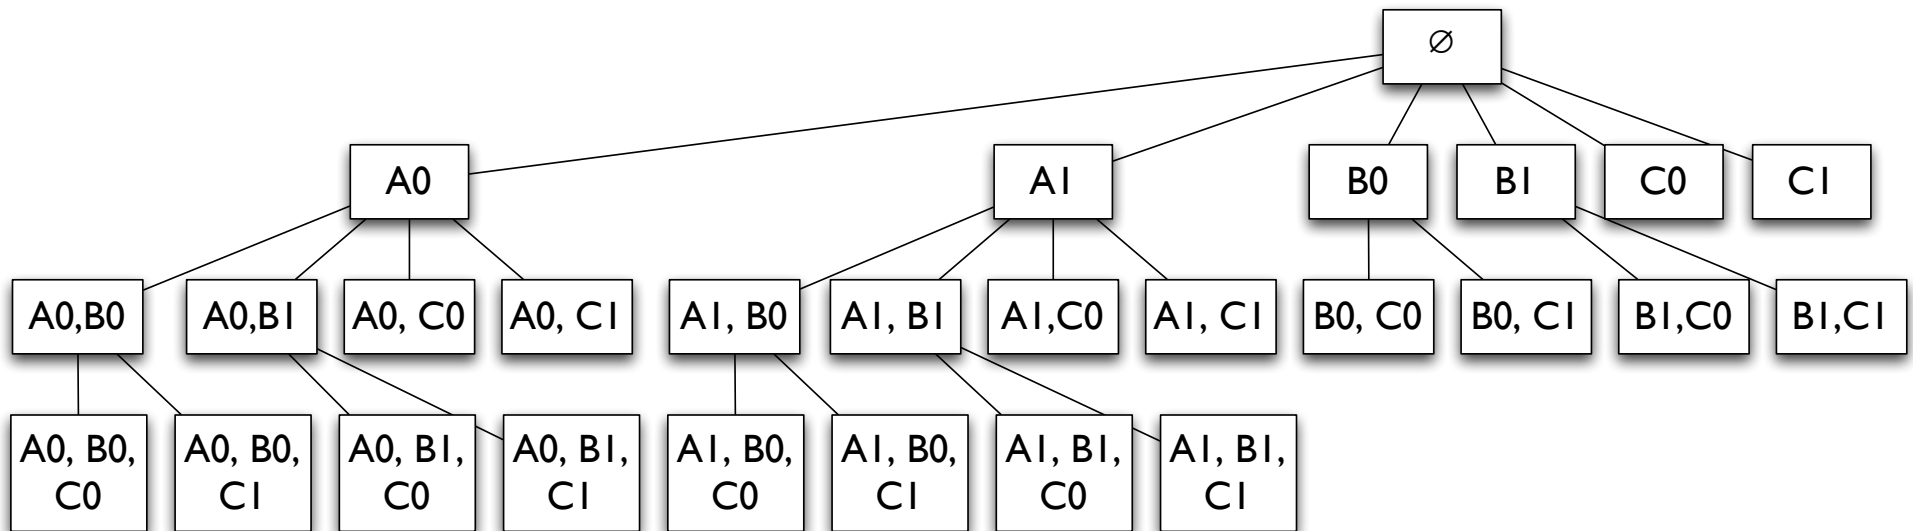 ∅
A0
A1
B0
B1
C0
C1
A0,B0
A0,B1
A0, C0
A0, C1
A1, B0
A1, B1
A1,C0
A1, C1
B0, C0
B0, C1
B1,C0
B1,C1
A0, B0,
C0
A0, B0,
C1
A0, B1,
C0
A0, B1,
C1
A1, B0,
C0
A1, B0,
C1
A1, B1,
C0
A1, B1,
C1